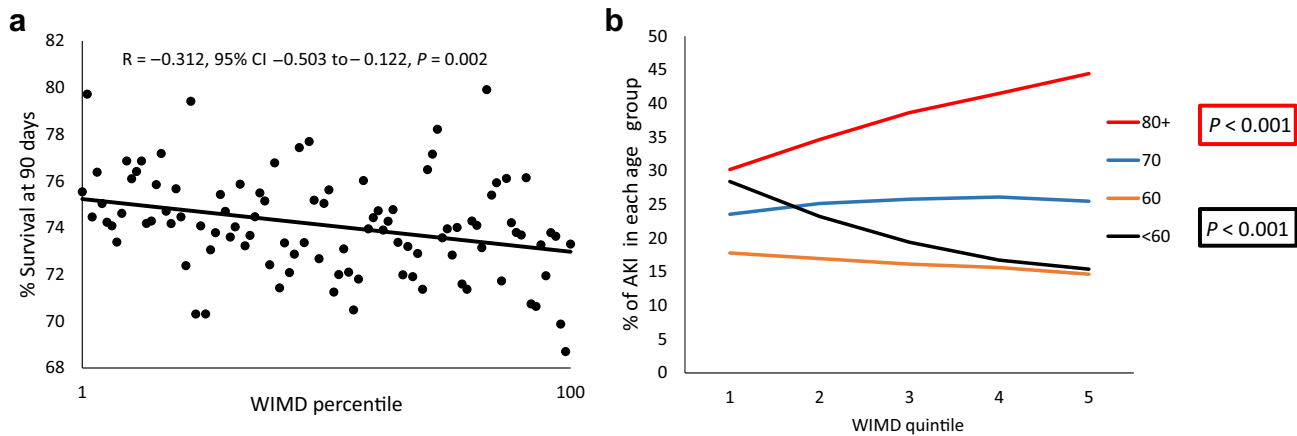 a
% Survival at 90 days
82
80
78
76
74
72
70
68
R = −0.312, 95% CI −0.503 to − 0.122, P = 0.002
1
100
WIMD percentile
b
% of AKI in each age group
50
45
40
35
30
25
20
15
10
5
0
1 2 3 4 5
WIMD quintile
80+
70
60
<60
P < 0.001
P < 0.001